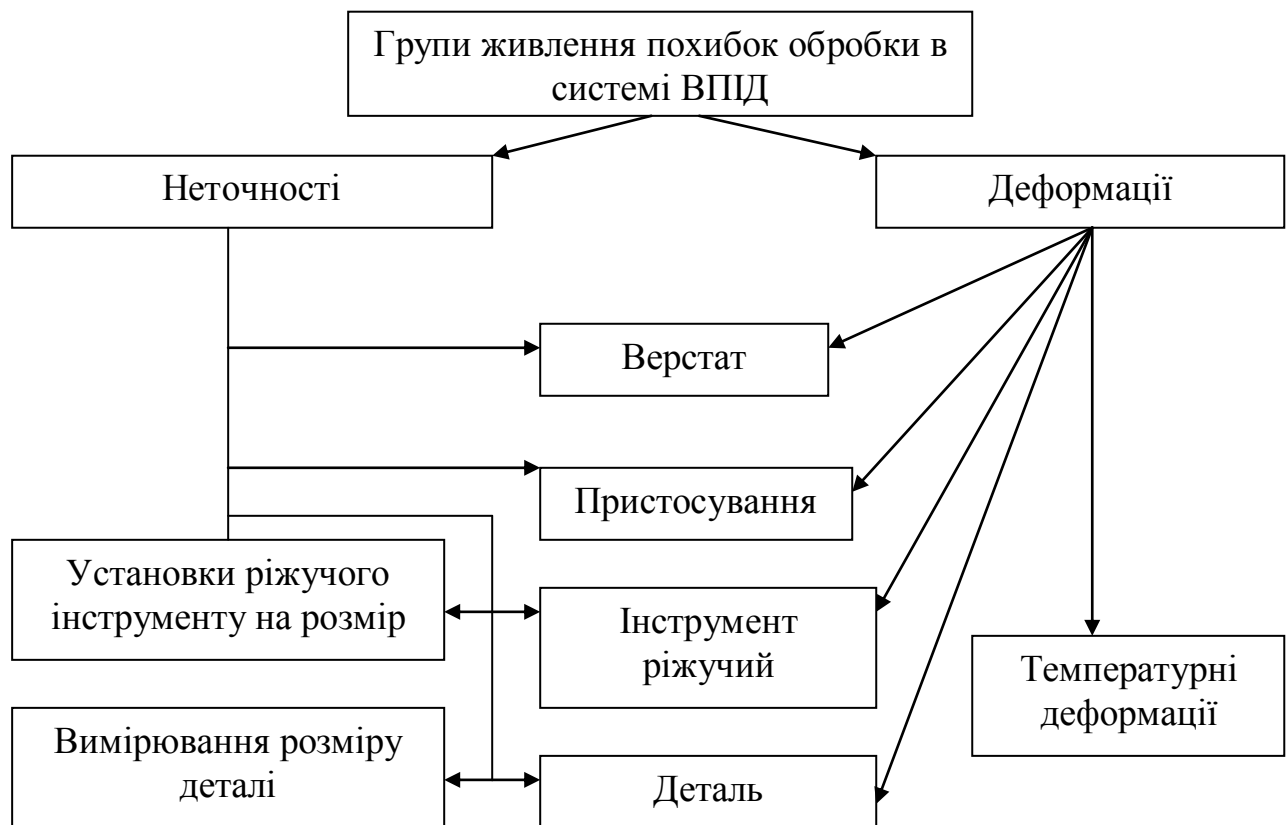 Групи живлення похибок обробки в
системі ВПІД
Неточності
Деформації
Верстат
Пристосування
Установки ріжучого
інструменту на розмір
Інструмент
ріжучий
Температурні
деформації
Вимірювання розміру
деталі
Деталь